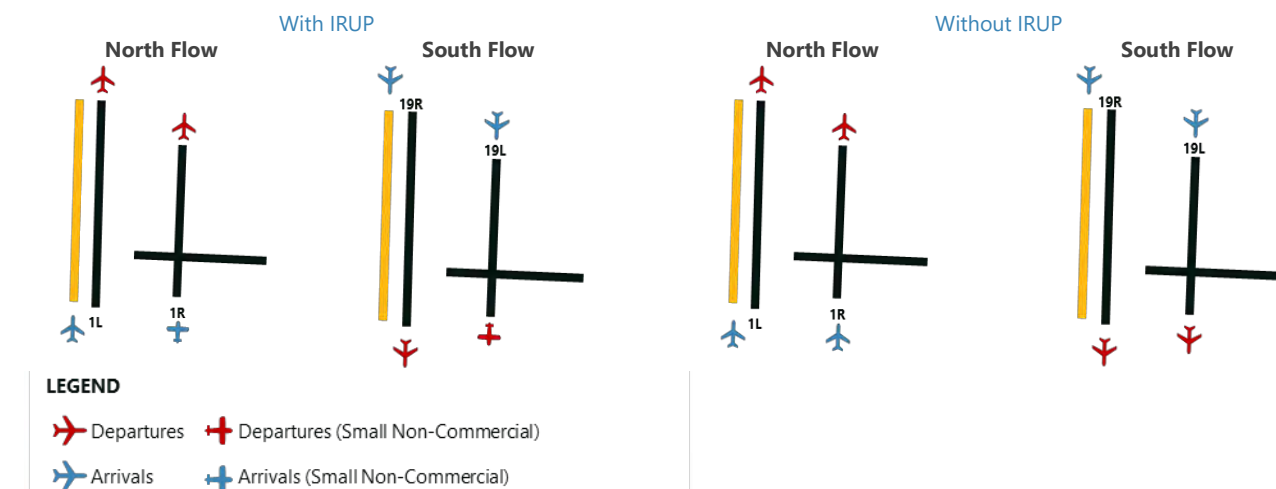 With IRUP
Without IRUP
North Flow
South Flow
North Flow
South Flow
19R
19L
19R
19L
1L
1R
1L
1R
LEGEND
Departures
Departures (Small Non-Commercial)
Arrivals
Arrivals (Small Non-Commercial)